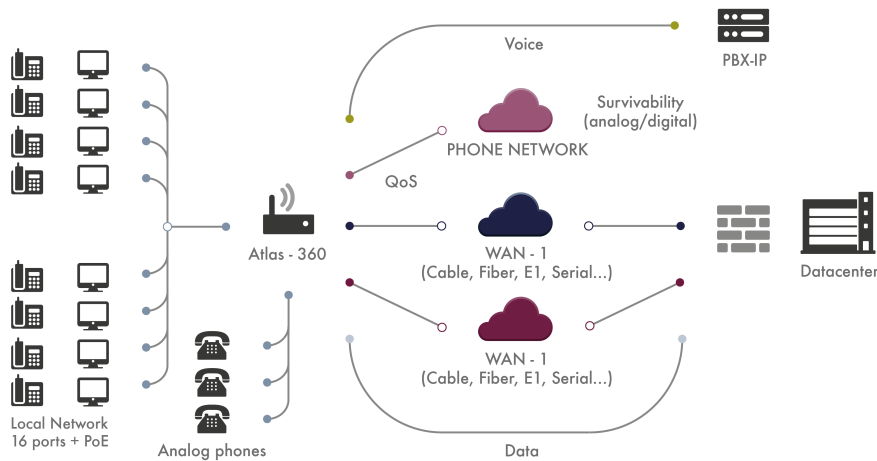 Voice
PBX-IP
Survivability
(analog/digital)
PHONE NETWORK
QoS
Atlas - 360
WAN - 1
(Cable, Fiber, E1, Serial...)
Datacenter
WAN - 1
(Cable, Fiber, E1, Serial...)
Local Network
16 ports + PoE
Analog phones
Data